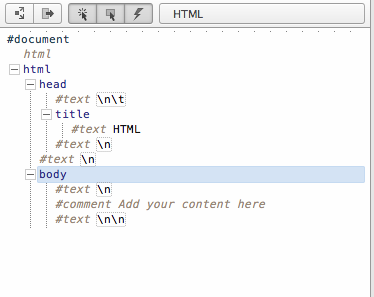 HTML
#document
html
html
head
#text \n\t
title
#text HTML
#text \n
#text \n
body
#text \n
#comment Add your content here
#text \n\n